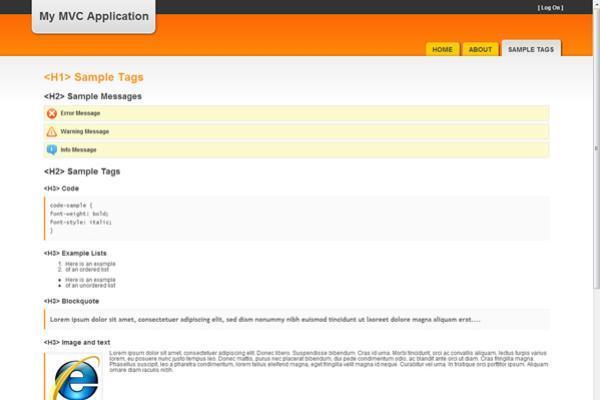 My MVC Application
[ Log On ]
HOME
ABOUT
SAMPLE TAGS
<H1> Sample Tags
<H2> Sample Messages
Error Message
Warning Message
Info Message
<H2> Sample Tags
<H3> Code
code-sample {
font-weight: bold;
font-style: italic;
}
<H3> Example Lists
1. Here is an example
2. of an ordered list
• Here is an example
• of an unordered list
<H3> Blockquote
Lorem ipsum dolor sit amet, consectetuer adipiscing elit, sed diam nonummy nibh euismod tincidunt ut laoreet dolore magna aliquam erat....
<H3> Image and text
Lorem ipsum dolor sit amet, consectetuer adipiscing elit. Donec libero. Suspendisse bibendum. Cras id urna. Morbi tincidunt, orci ac convallis aliquam, lectus turpis varius
lorem, eu posuere nunc justo tempus leo. Donec mattis, purus nec placerat bibendum, dui pede condimentum odio, ac blandit ante orci ut diam. Cras fringilla magna.
Phasellus suscipit, leo a pharetra condimentum, lorem tellus eleifend magna, eget fringilla velit magna id neque. Curabitur vel urna. In tristique orci porttitor ipsum. Aliquam
ornare diam iaculis nibh.